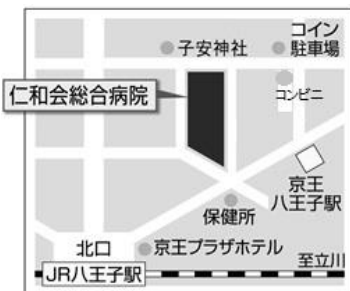 コイン
駐車場
子安神社
コンビニ
仁和会総合病院
京王
八王子駅
保健所
北口
京王プラザホテル
至立川
JR八王子駅